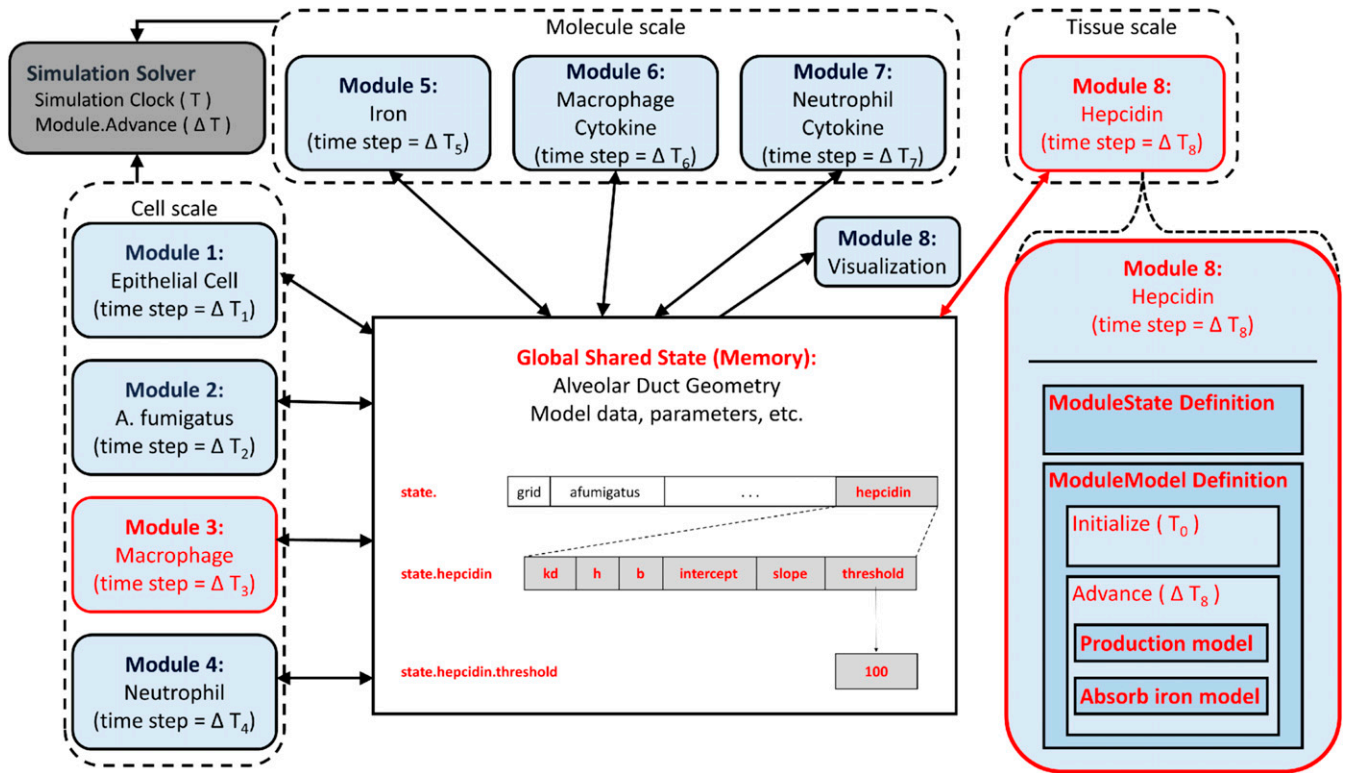 Molecule scale
Tissue scale
Simulation Solver
Simulation Clock ( T )
Module.Advance ( Δ T )
Module 5:
Iron
(time step = Δ T5)
Module 6:
Macrophage
Cytokine
(time step = Δ T6)
Module 7:
Neutrophil
Cytokine
(time step = Δ T7)
Module 8:
Hepcidin
(time step = Δ T8)
Cell scale
Module 1:
Epithelial Cell
(time step = Δ T1)
Module 2:
A. fumigatus
(time step = Δ T2)
Module 3:
Macrophage
(time step = Δ T3)
Module 4:
Neutrophil
(time step = Δ T4)
Module 8:
Visualization
Global Shared State (Memory):
Alveolar Duct Geometry
Model data, parameters, etc.
state. grid afumigatus . . . hepcidin
state.hepcidin kd h b intercept slope threshold
state.hepcidin.threshold 100
Module 8:
Hepcidin
(time step = Δ T8)
ModuleState Definition
ModuleModel Definition
Initialize ( T0 )
Advance ( Δ T8 )
Production model
Absorb iron model